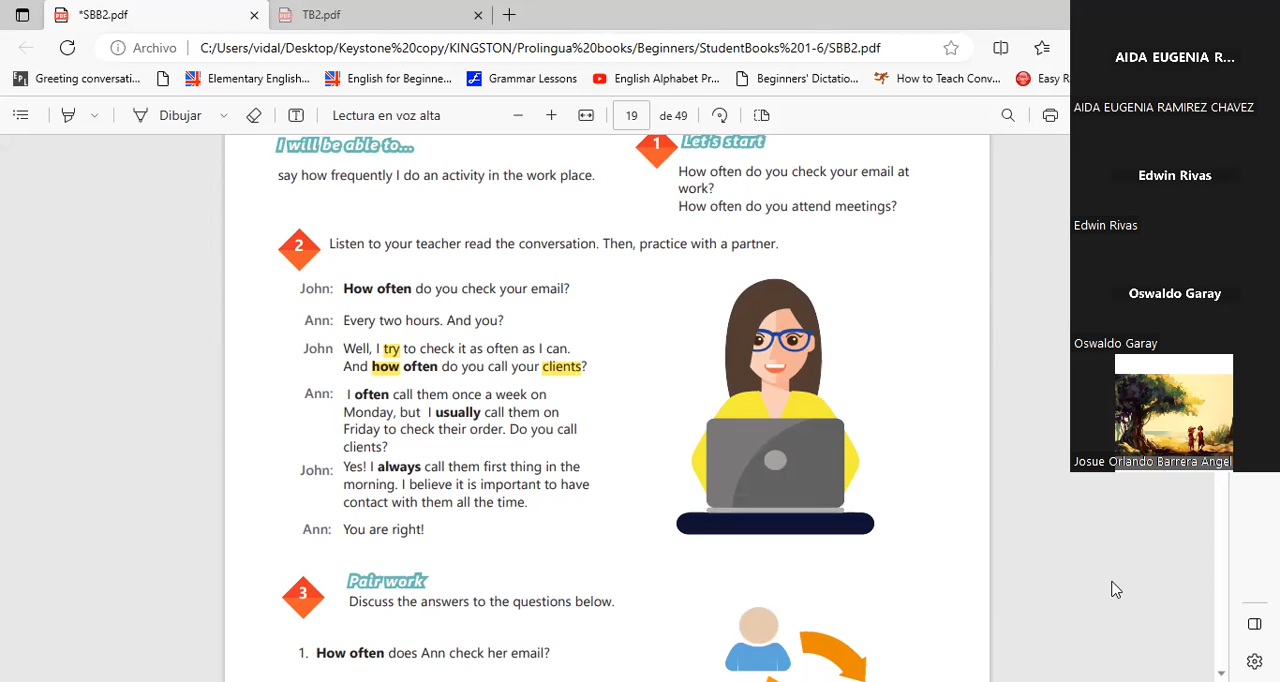 *SBB2.pdf
TB2.pdf
Archivo
C:/Users/vidal/Desktop/Keystone%20copy/KINGSTON/Prolingua%20books/Beginners/StudentBooks%201-6/SBB2.pdf
Greeting conversati...
Elementary English...
English for Beginne...
Grammar Lessons
English Alphabet Pr...
Beginners' Dictatio...
How to Teach Conv...
Easy R
Dibujar
Lectura en voz alta
19
de 49
I will be able to...
say how frequently I do an activity in the work place.
1
Let's start
How often do you check your email at
work?
How often do you attend meetings?
2
Listen to your teacher read the conversation. Then, practice with a partner.
John: How often do you check your email?
Ann: Every two hours. And you?
John Well, I try to check it as often as I can.
And how often do you call your clients?
Ann: I often call them once a week on
Monday, but I usually call them on
Friday to check their order. Do you call
clients?
John: Yes! I always call them first thing in the
morning. I believe it is important to have
contact with them all the time.
Ann: You are right!
3
Pair work
Discuss the answers to the questions below.
1. How often does Ann check her email?
AIDA EUGENIA R...
AIDA EUGENIA RAMIREZ CHAVEZ
Edwin Rivas
Edwin Rivas
Oswaldo Garay
Oswaldo Garay
Josue Orlando Barrera Angel